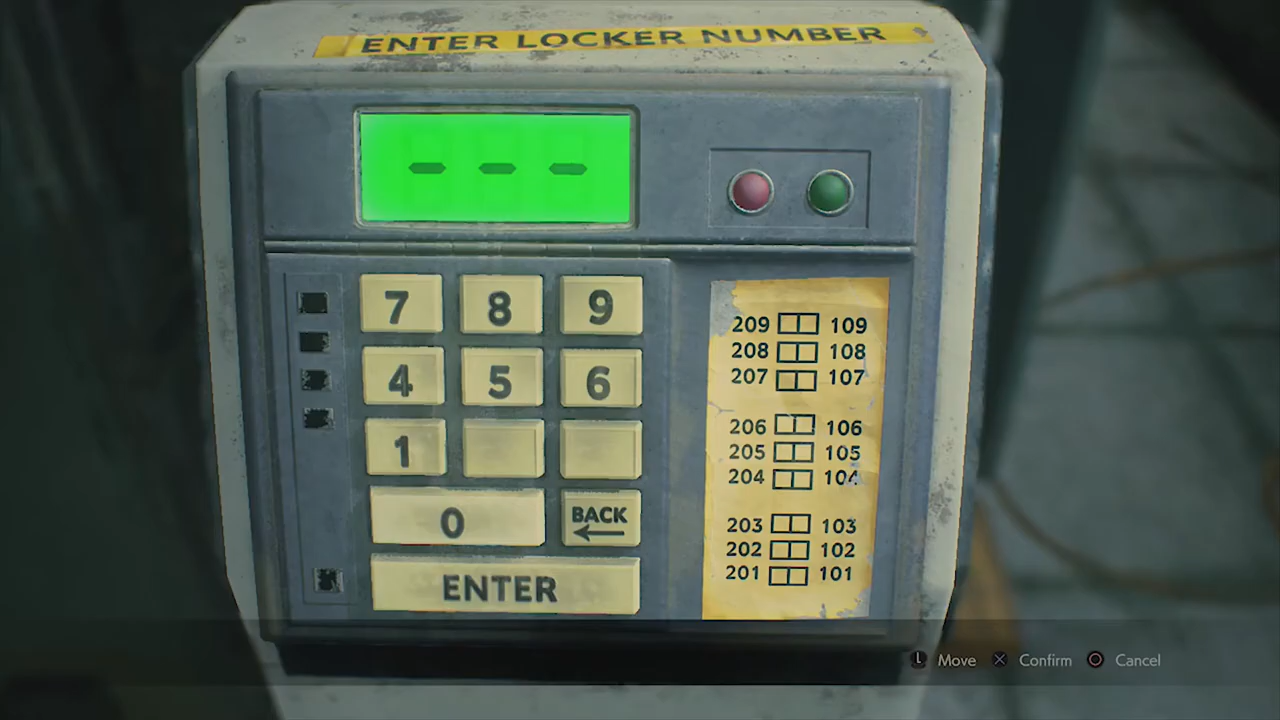 ENTER LOCKER NUMBER
- - -
7 8 9
4 5 6
1
0 BACK
ENTER
209 109
208 108
207 107
206 106
205 105
204 104
203 103
202 102
201 101
L Move Confirm Cancel